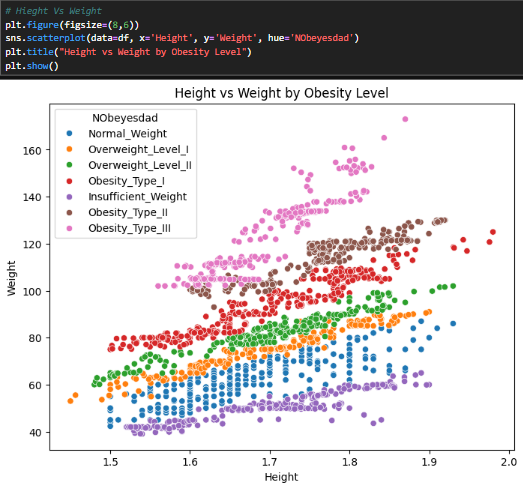 # Hieght Vs Weight
plt.figure(figsize=(8,6))
sns.scatterplot(data=df, x='Height', y='Weight', hue='NObeyesdad')
plt.title("Height vs Weight by Obesity Level")
plt.show()
Height vs Weight by Obesity Level
NObeyesdad
Normal_Weight
Overweight_Level_I
Overweight_Level_II
Obesity_Type_I
Insufficient_Weight
Obesity_Type_II
Obesity_Type_III
160
140
120
100
80
60
40
Weight
1.5 1.6 1.7 1.8 1.9 2.0
Height